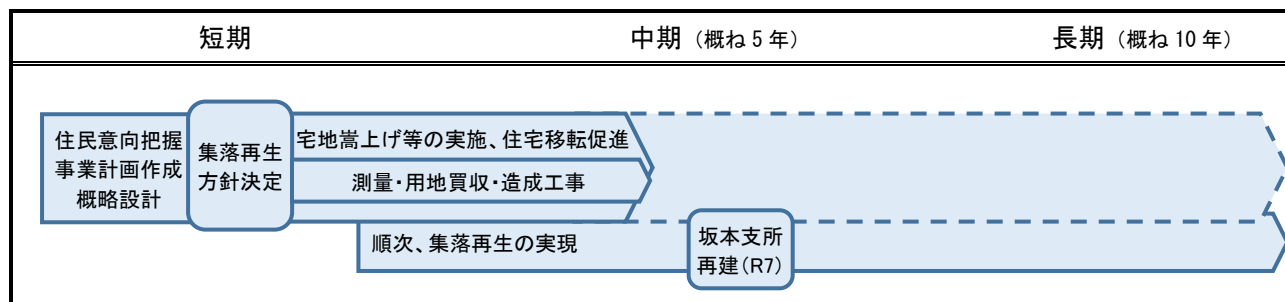 短期
中期（概ね 5 年）
長期（概ね 10 年）
住民意向把握
事業計画作成
概略設計
集落再生
方針決定
宅地嵩上げ等の実施、住宅移転促進
測量・用地買収・造成工事
順次、集落再生の実現
坂本支所
再建（R7）